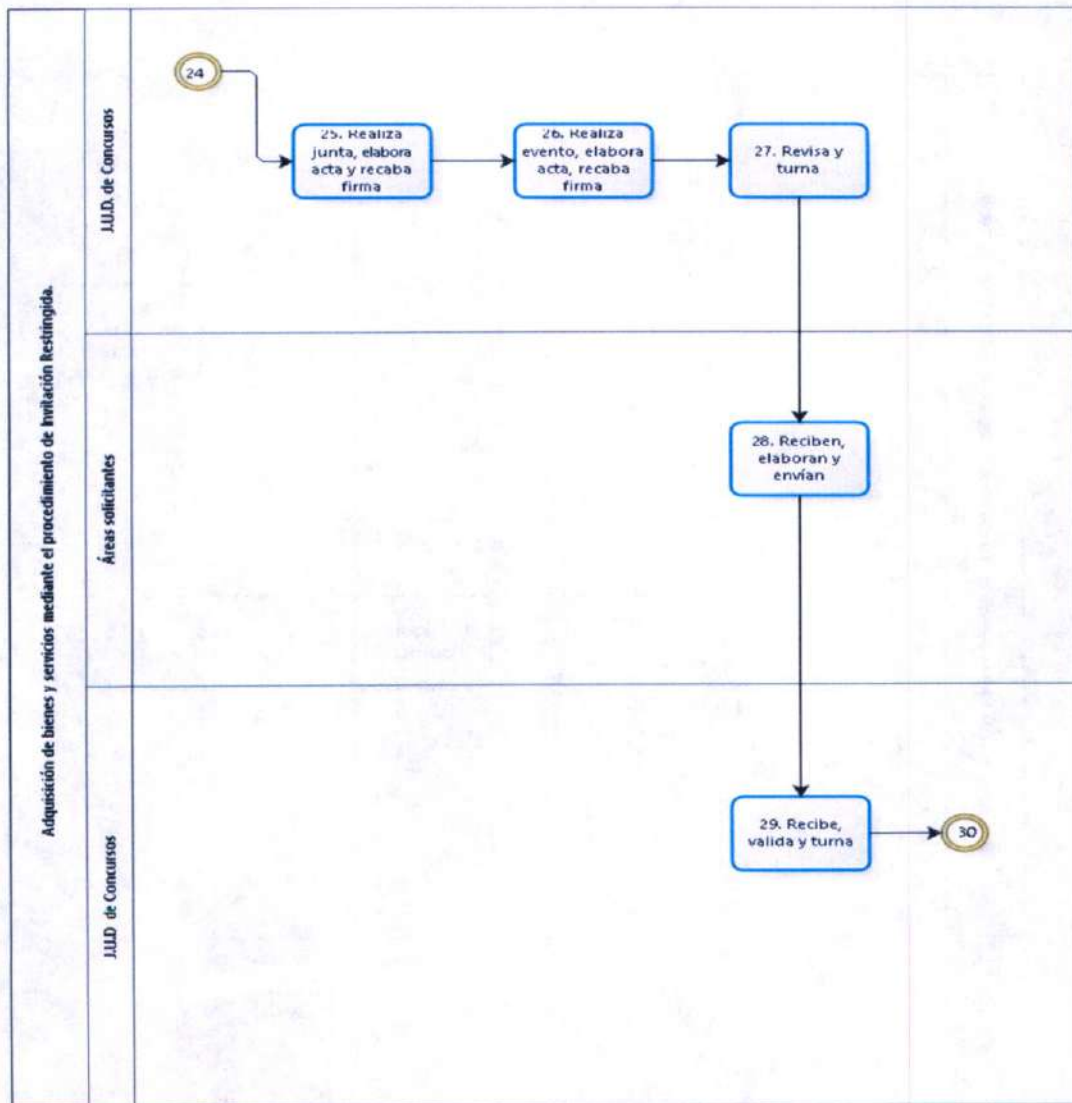 Adquisición de bienes y servicios mediante el procedimiento de Invitación Restringida.
J.U.D. de Concursos
24
25. Realiza
junta, elabora
acta y recaba
firma
26. Realiza
evento, elabora
acta, recaba
firma
27. Revisa y
turna
Áreas solicitantes
28. Reciben,
elaboran y
envían
J.U.D de Concursos
29. Recibe,
valida y turna
30